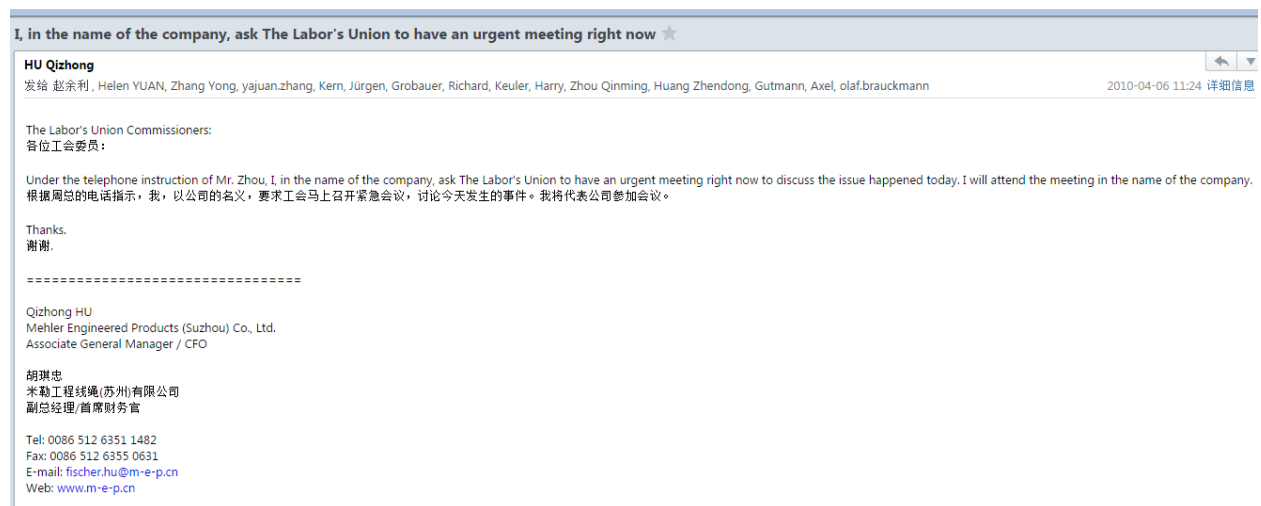 I, in the name of the company, ask The Labor's Union to have an urgent meeting right now
HU Qizhong
发给 赵余利 , Helen YUAN, Zhang Yong, yajuan.zhang, Kern, Jürgen, Grobauer, Richard, Keuler, Harry, Zhou Qinming, Huang Zhendong, Gutmann, Axel, olaf.brauckmann
2010-04-06 11:24 详细信息
The Labor's Union Commissioners:
各位工会委员：
Under the telephone instruction of Mr. Zhou, I, in the name of the company, ask The Labor's Union to have an urgent meeting right now to discuss the issue happened today. I will attend the meeting in the name of the company.
根据周总的电话指示，我，以公司的名义，要求工会马上召开紧急会议，讨论今天发生的事件。我将代表公司参加会议。
Thanks.
谢谢.
=================================
Qizhong HU
Mehler Engineered Products (Suzhou) Co., Ltd.
Associate General Manager / CFO
胡琪忠
米勒工程线绳(苏州)有限公司
副总经理/首席财务官
Tel: 0086 512 6351 1482
Fax: 0086 512 6355 0631
E-mail: fischer.hu@m-e-p.cn
Web: www.m-e-p.cn